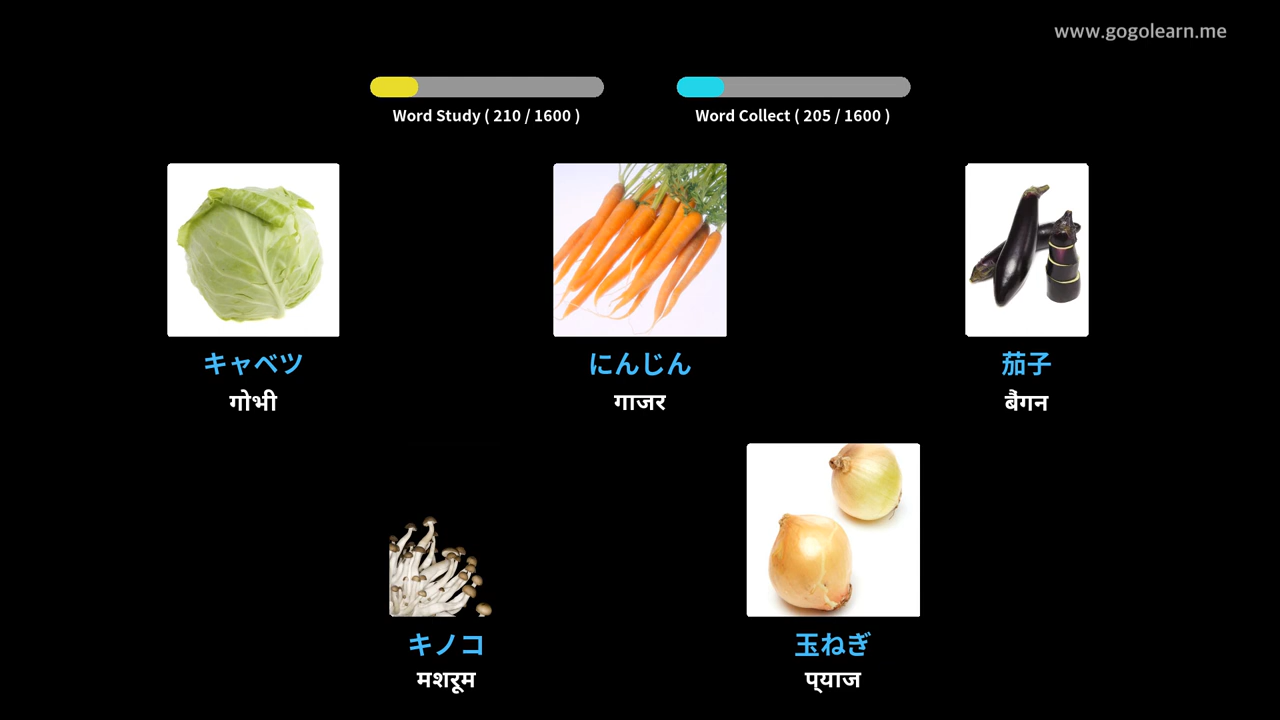 www.gogolearn.me
Word Study ( 210 / 1600 )
Word Collect ( 205 / 1600 )
キャベツ
にんじん
茄子
गोभी
गाजर
बैंगन
キノコ
玉ねぎ
मशरूम
प्याज